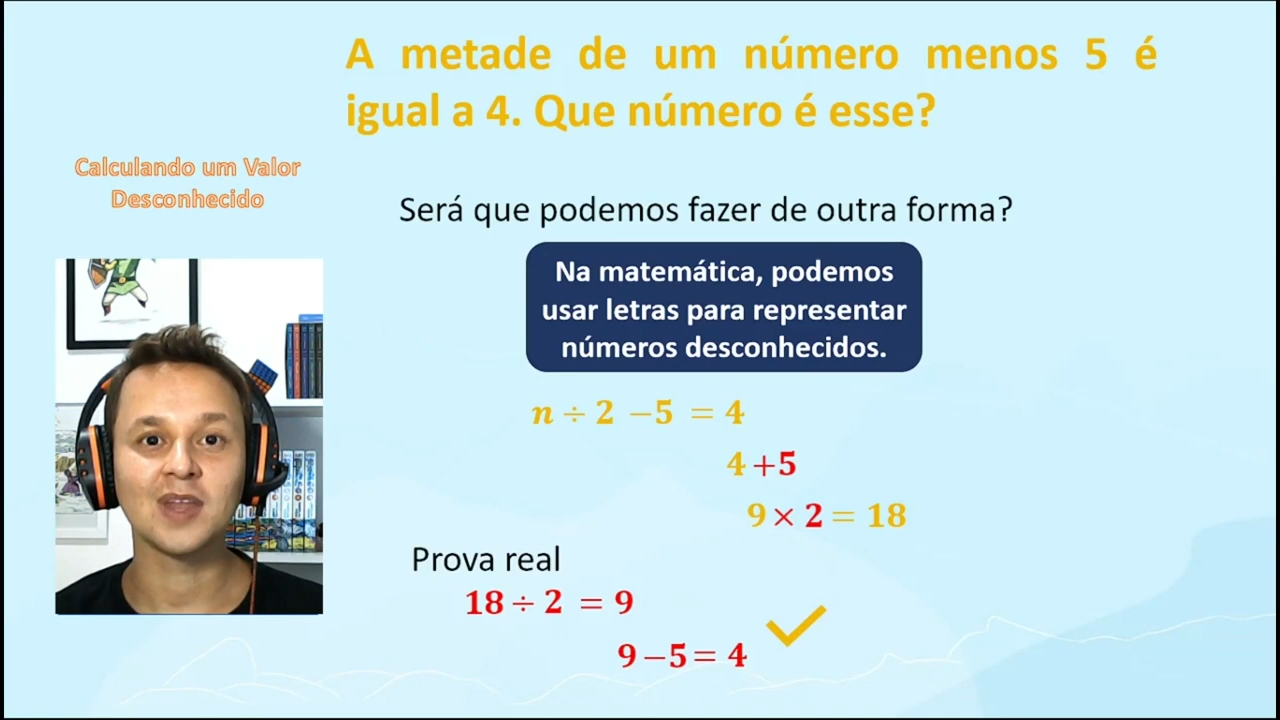 A metade de um número menos 5 é
igual a 4. Que número é esse?
Calculando um Valor
Desconhecido
Será que podemos fazer de outra forma?
Na matemática, podemos
usar letras para representar
números desconhecidos.
n ÷ 2 −5 = 4
4 +5
9 × 2 = 18
Prova real
18 ÷ 2 = 9
9 −5 = 4